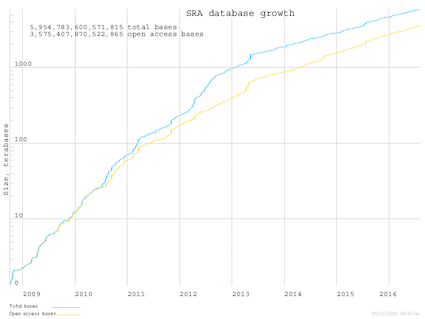 SRA database growth
5,954,783,600,571,815 total bases
3,575,407,870,522,865 open access bases
Size, terabases
1000
100
10
0
2009 2010 2011 2012 2013 2014 2015 2016
Total bases
Open access bases